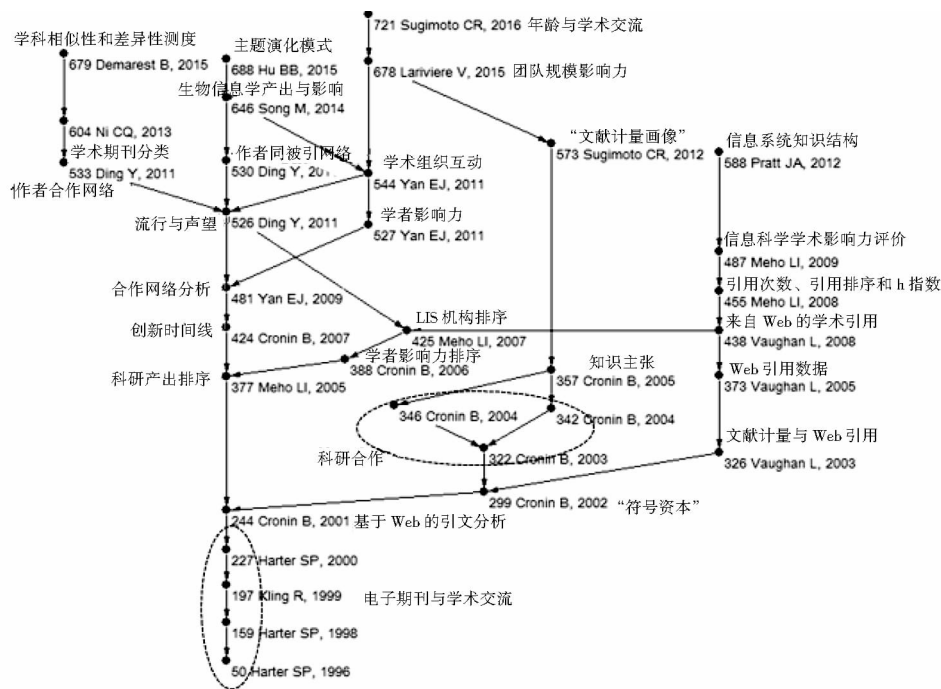 721 Sugimoto CR, 2016 年龄与学术交流
学科相似性和差异性测度
679 Demarest B, 2015
主题演化模式
688 Hu BB, 2015
678 Lariviere V, 2015 团队规模影响力
生物信息学产出与影响
646 Song M, 2014
604 Ni CQ, 2013
“文献计量画像”
573 Sugimoto CR, 2012
信息系统知识结构
588 Pratt JA, 2012
学术期刊分类
533 Ding Y, 2011
作者同被引网络
530 Ding Y, 201
学术组织互动
544 Yan EJ, 2011
作者合作网络
流行与声望
526 Ding Y, 2011
学者影响力
527 Yan EJ, 2011
信息科学学术影响力评价
487 Meho LI, 2009
合作网络分析
481 Yan EJ, 2009
引用次数、引用排序和 h 指数
455 Meho LI, 2008
创新时间线
424 Cronin B, 2007
LIS 机构排序
425 Meho LI, 2007
来自 Web 的学术引用
438 Vaughan L, 2008
学者影响力排序
388 Cronin B, 2006
科研产出排序
377 Meho LI, 2005
知识主张
357 Cronin B, 2005
Web 引用数据
373 Vaughan L, 2005
346 Cronin B, 2004
342 Cronin B, 2004
科研合作
322 Cronin B, 2003
文献计量与Web引用
326 Vaughan L, 2003
299 Cronin B, 2002
“符号资本”
244 Cronin B, 2001 基于 Web 的引文分析
227 Harter SP, 2000
197 Kling R, 1999
电子期刊与学术交流
159 Harter SP, 1998
50 Harter SP, 1996